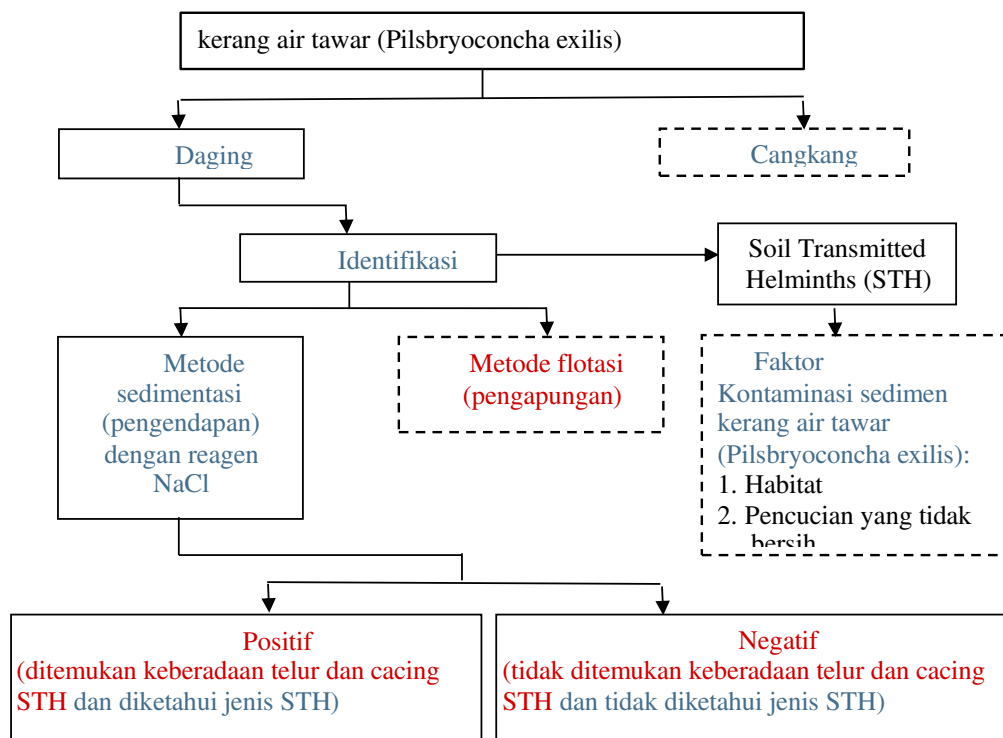 kerang air tawar (Pilsbryoconcha exilis)
Daging
Cangkang
Identifikasi
Soil Transmitted
Helminths (STH)
Metode
sedimentasi
(pengendapan)
dengan reagen
NaCl
Metode flotasi
(pengapungan)
Faktor
Kontaminasi sedimen
kerang air tawar
(Pilsbryoconcha exilis):
1. Habitat
2. Pencucian yang tidak
bersih
Positif
(ditemukan keberadaan telur dan cacing
STH dan diketahui jenis STH)
Negatif
(tidak ditemukan keberadaan telur dan cacing
STH dan tidak diketahui jenis STH)